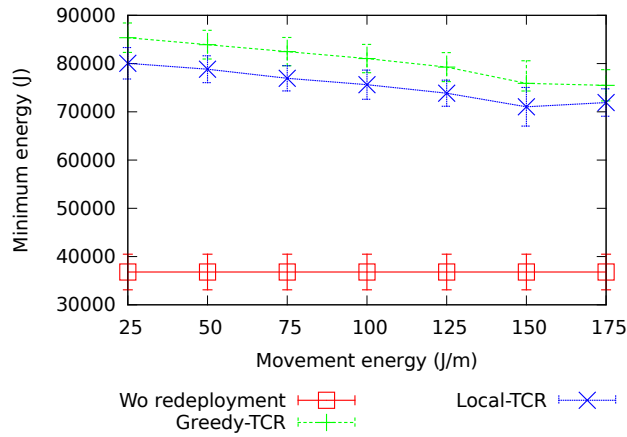 90000
80000
70000
60000
50000
40000
30000
Minimum energy (J)
25 50 75 100 125 150 175
Movement energy (J/m)
Wo redeployment
Greedy-TCR
Local-TCR